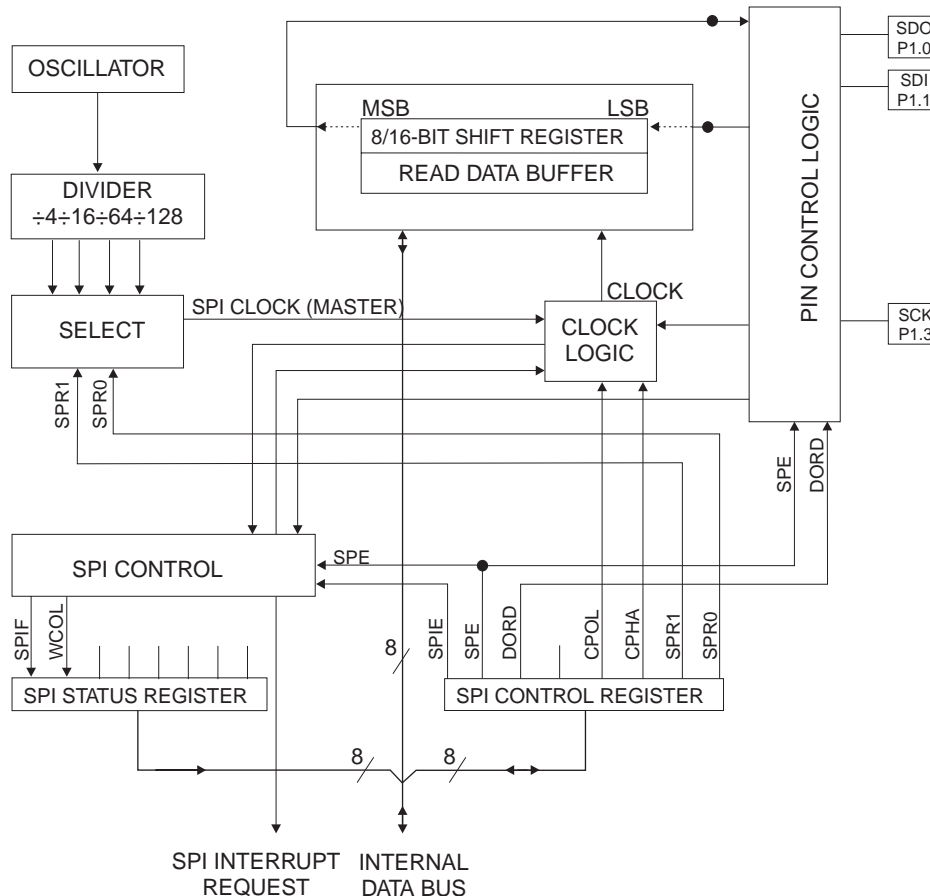 SDO
P1.0
SDI
P1.1
OSCILLATOR
MSB
LSB
8/16-BIT SHIFT REGISTER
READ DATA BUFFER
PIN CONTROL LOGIC
DIVIDER
÷4÷16÷64÷128
SPI CLOCK (MASTER)
CLOCK
SELECT
CLOCK
LOGIC
SCK
P1.3
SPR1
SPR0
SPE
DORD
SPI CONTROL
SPE
SPIF
WCOL
8
SPIE
SPE
DORD
CPOL
CPHA
SPR1
SPR0
SPI STATUS REGISTER
SPI CONTROL REGISTER
8
8
SPI INTERRUPT
REQUEST
INTERNAL
DATA BUS